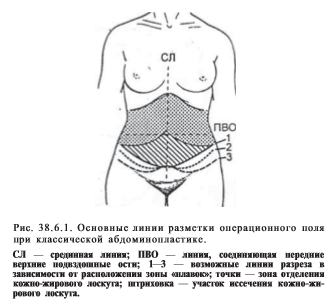 СЛ
ПВО
1
2
3
Рис. 38.6.1. Основные линии разметки операционного поля
при классической абдоминопластике.
СЛ — срединная линия; ПВО — линия, соединяющая передние
верхние подвздошные ости; 1—3 — возможные линии разреза в
зависимости от расположения зоны «плавок»; точки — зона отделения
кожно-жирового лоскута; штриховка — участок иссечения кожно-жи-
рового лоскута.